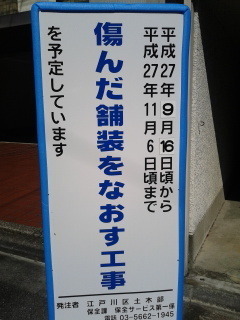 平成27年9月16日頃から
平成27年11月6日頃まで
傷んだ舗装をなおす工事
を予定しています
発注者 江戸川区土木部
保全課 保全サービス第一係
電話 03-5662-1945